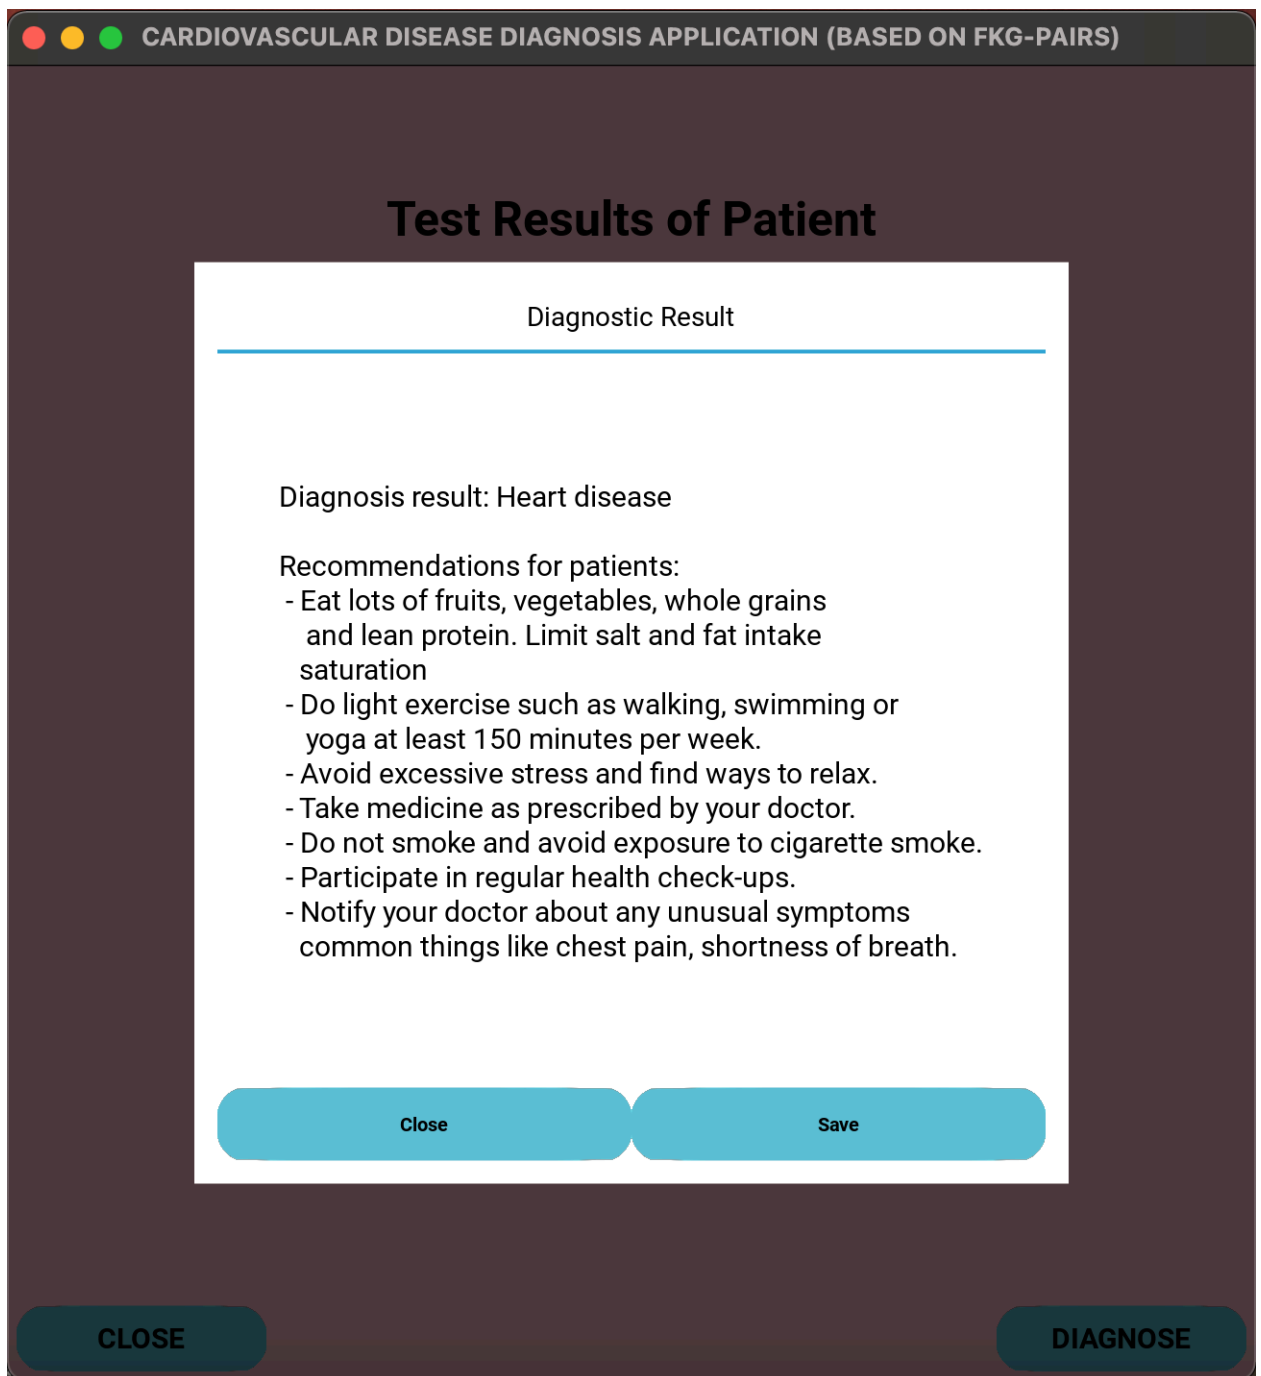 CARDIOVASCULAR DISEASE DIAGNOSIS APPLICATION (BASED ON FKG-PAIRS)
Test Results of Patient
Diagnostic Result
Diagnosis result: Heart disease
Recommendations for patients:
- Eat lots of fruits, vegetables, whole grains
and lean protein. Limit salt and fat intake
saturation
- Do light exercise such as walking, swimming or
yoga at least 150 minutes per week.
- Avoid excessive stress and find ways to relax.
- Take medicine as prescribed by your doctor.
- Do not smoke and avoid exposure to cigarette smoke.
- Participate in regular health check-ups.
- Notify your doctor about any unusual symptoms
common things like chest pain, shortness of breath.
Close Save
CLOSE DIAGNOSE